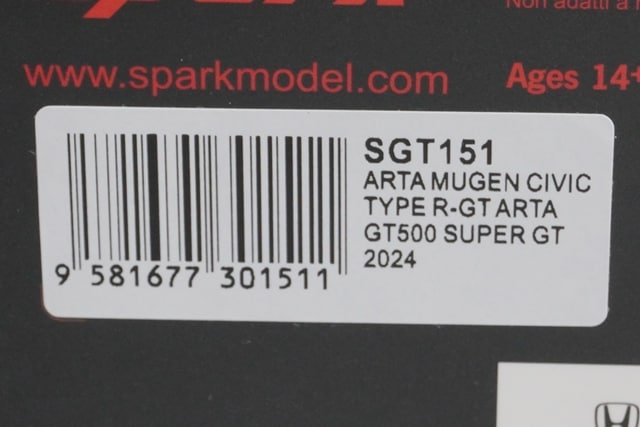 Non adatti a
www.sparkmodel.com
Ages 14+
SGT151
ARTA MUGEN CIVIC
TYPE R-GT ARTA
GT500 SUPER GT
2024
9 581677 301511